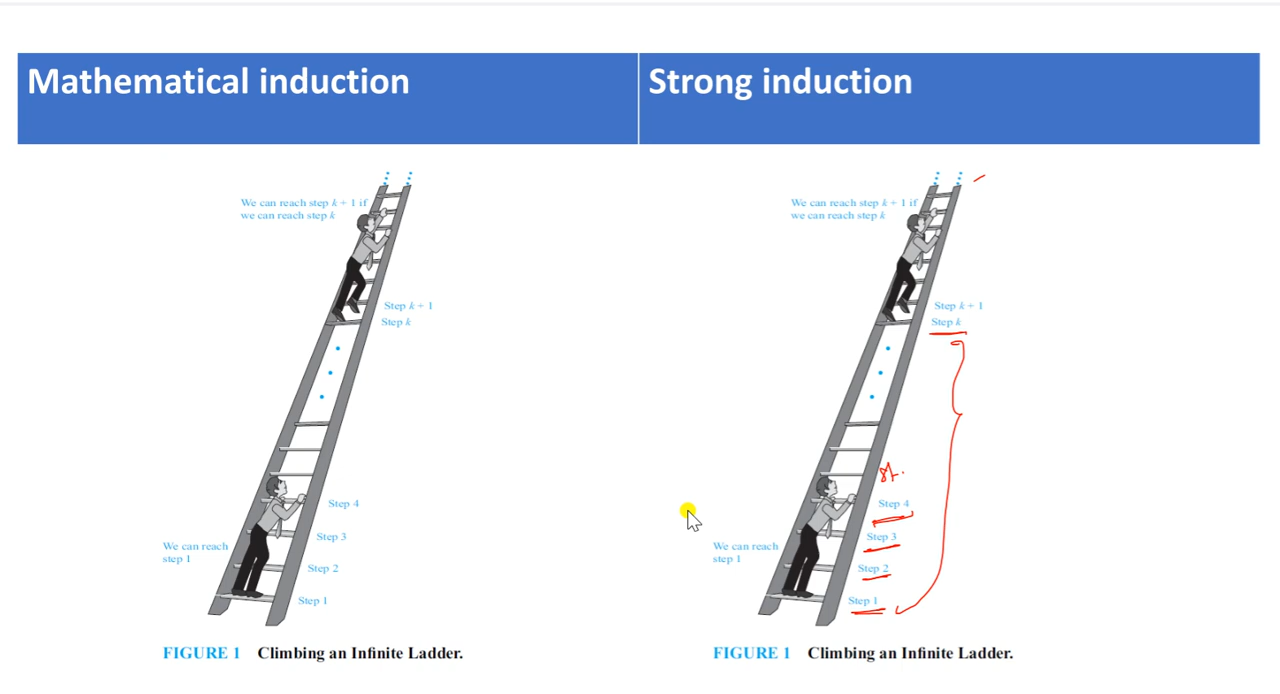 Mathematical induction
Strong induction
We can reach step k + 1 if
we can reach step k
Step k + 1
Step k
Step 4
Step 3
We can reach
step 1
Step 2
Step 1
FIGURE 1 Climbing an Infinite Ladder.
We can reach step k + 1 if
we can reach step k
Step k + 1
Step k
Step 4
Step 3
We can reach
step 1
Step 2
Step 1
FIGURE 1 Climbing an Infinite Ladder.